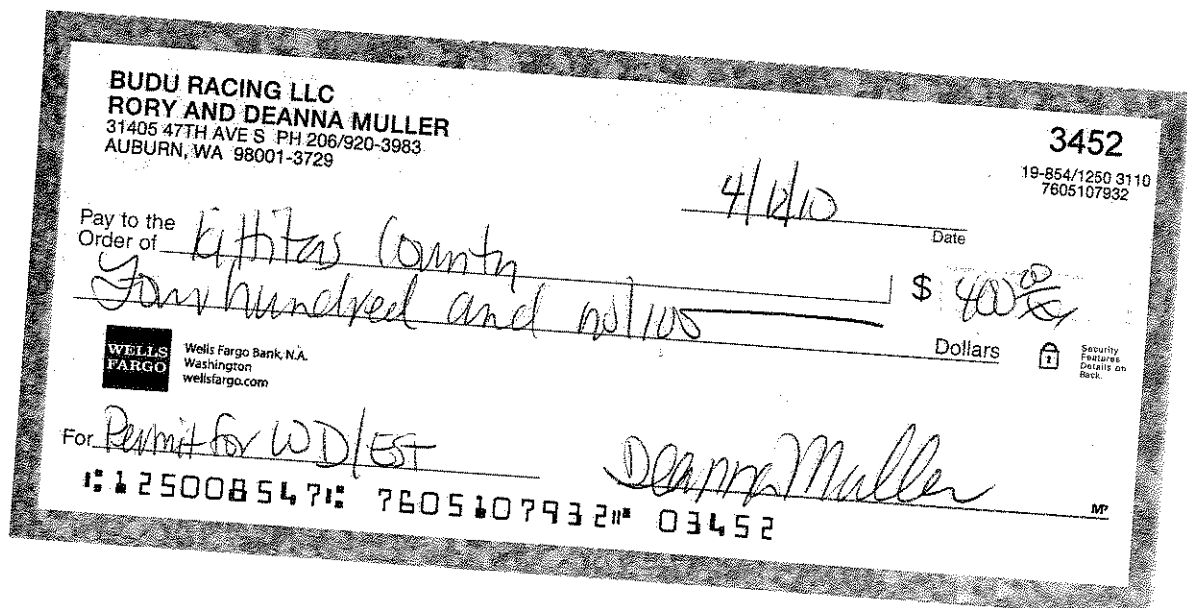 BUDU RACING LLC
RORY AND DEANNA MULLER
31405 47TH AVE S PH 206/920-3983
AUBURN, WA 98001-3729
3452
19-854/1250 3110
7605107932
4/12/10
Date
Pay to the
Order of Kittitas County
$ 400 00/xx
Four hundred and no/100
Dollars
Security
Features
Details on
Back.
WELLS
FARGO
Wells Fargo Bank, N.A.
Washington
wellsfargo.com
For Permit for WD/EST
Deanna Muller
MP
⑆125008547⑆ 7605107932⑈ 03452